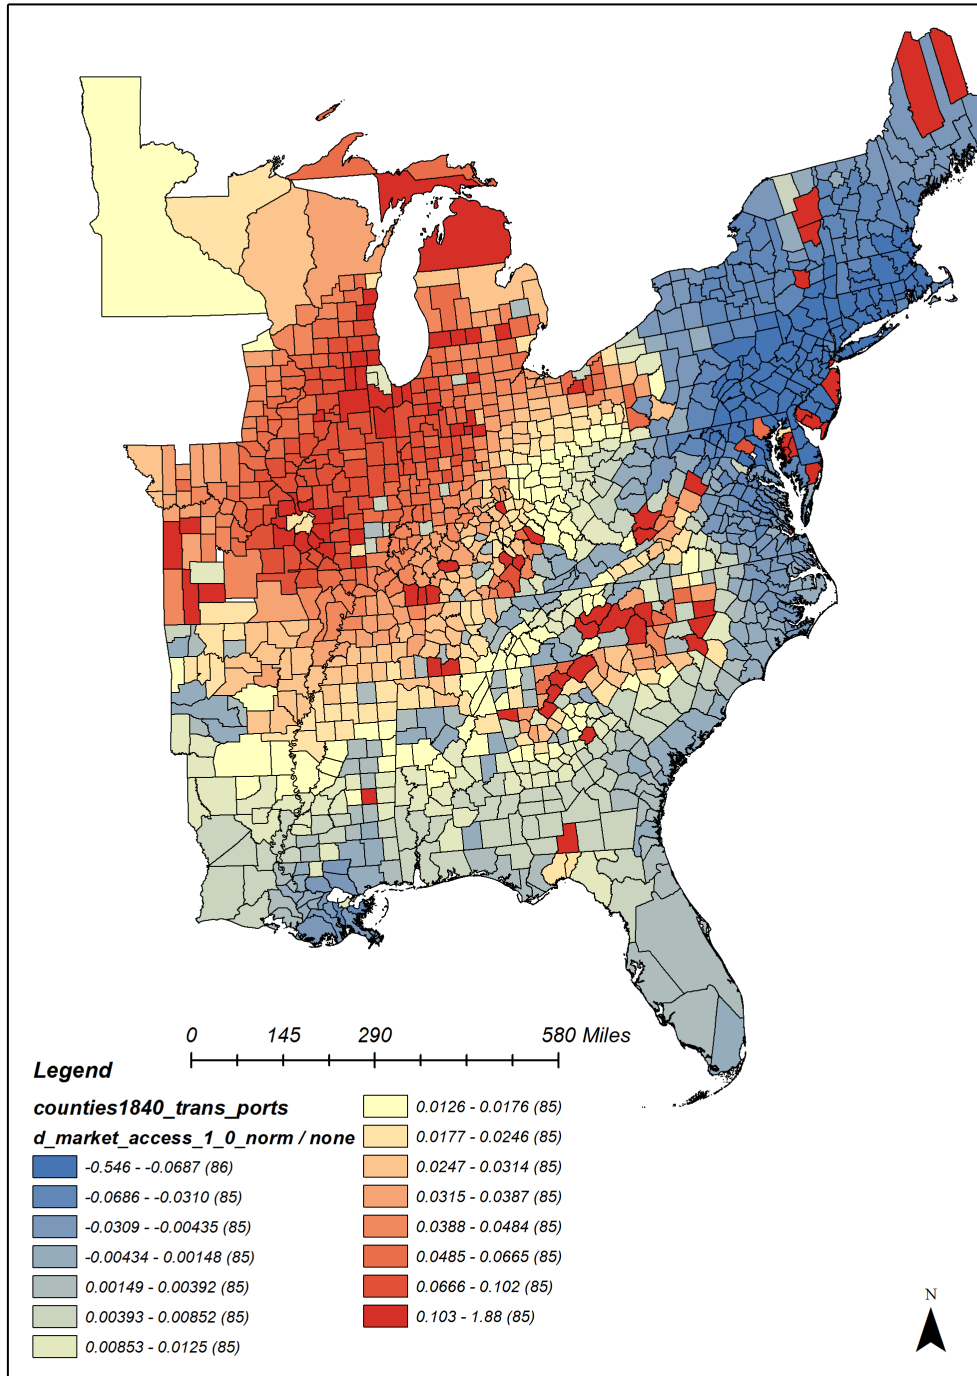 0 145 290 580 Miles
Legend
counties1840_trans_ports
d_market_access_1_0_norm / none
-0.546 - -0.0687 (86)
-0.0686 - -0.0310 (85)
-0.0309 - -0.00435 (85)
-0.00434 - 0.00148 (85)
0.00149 - 0.00392 (85)
0.00393 - 0.00852 (85)
0.00853 - 0.0125 (85)
0.0126 - 0.0176 (85)
0.0177 - 0.0246 (85)
0.0247 - 0.0314 (85)
0.0315 - 0.0387 (85)
0.0388 - 0.0484 (85)
0.0485 - 0.0665 (85)
0.0666 - 0.102 (85)
0.103 - 1.88 (85)
N